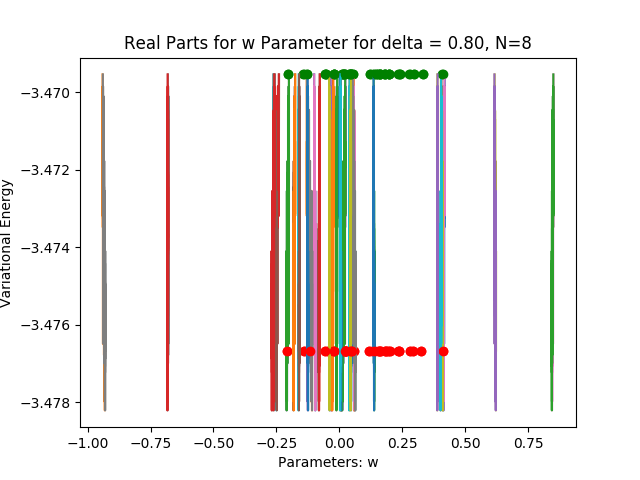 Real Parts for w Parameter for delta = 0.80, N=8
Variational Energy
−3.470
−3.472
−3.474
−3.476
−3.478
−1.00 −0.75 −0.50 −0.25 0.00 0.25 0.50 0.75
Parameters: w